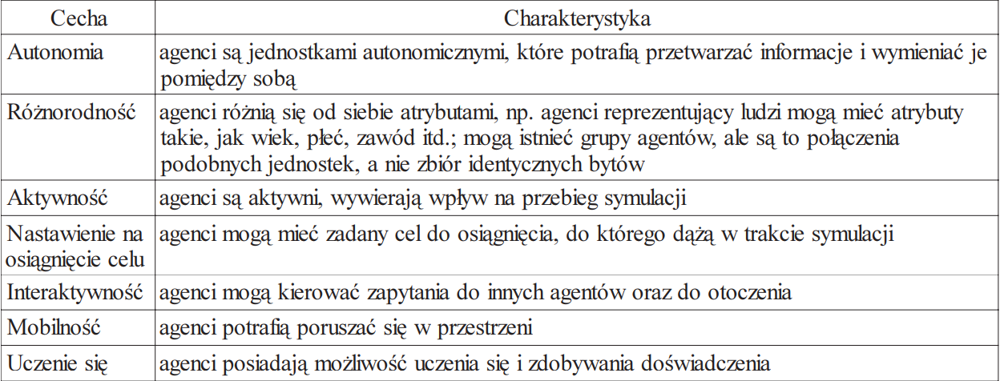 Cecha Charakterystyka
Autonomia agenci są jednostkami autonomicznymi, które potrafią przetwarzać informacje i wymieniać je
pomiędzy sobą
Różnorodność agenci różnią się od siebie atrybutami, np. agenci reprezentujący ludzi mogą mieć atrybuty
takie, jak wiek, płeć, zawód itd.; mogą istnieć grupy agentów, ale są to połączenia
podobnych jednostek, a nie zbiór identycznych bytów
Aktywność agenci są aktywni, wywierają wpływ na przebieg symulacji
Nastawienie na agenci mogą mieć zadany cel do osiągnięcia, do którego dążą w trakcie symulacji
osiągnięcie celu
Interaktywność agenci mogą kierować zapytania do innych agentów oraz do otoczenia
Mobilność agenci potrafią poruszać się w przestrzeni
Uczenie się agenci posiadają możliwość uczenia się i zdobywania doświadczenia